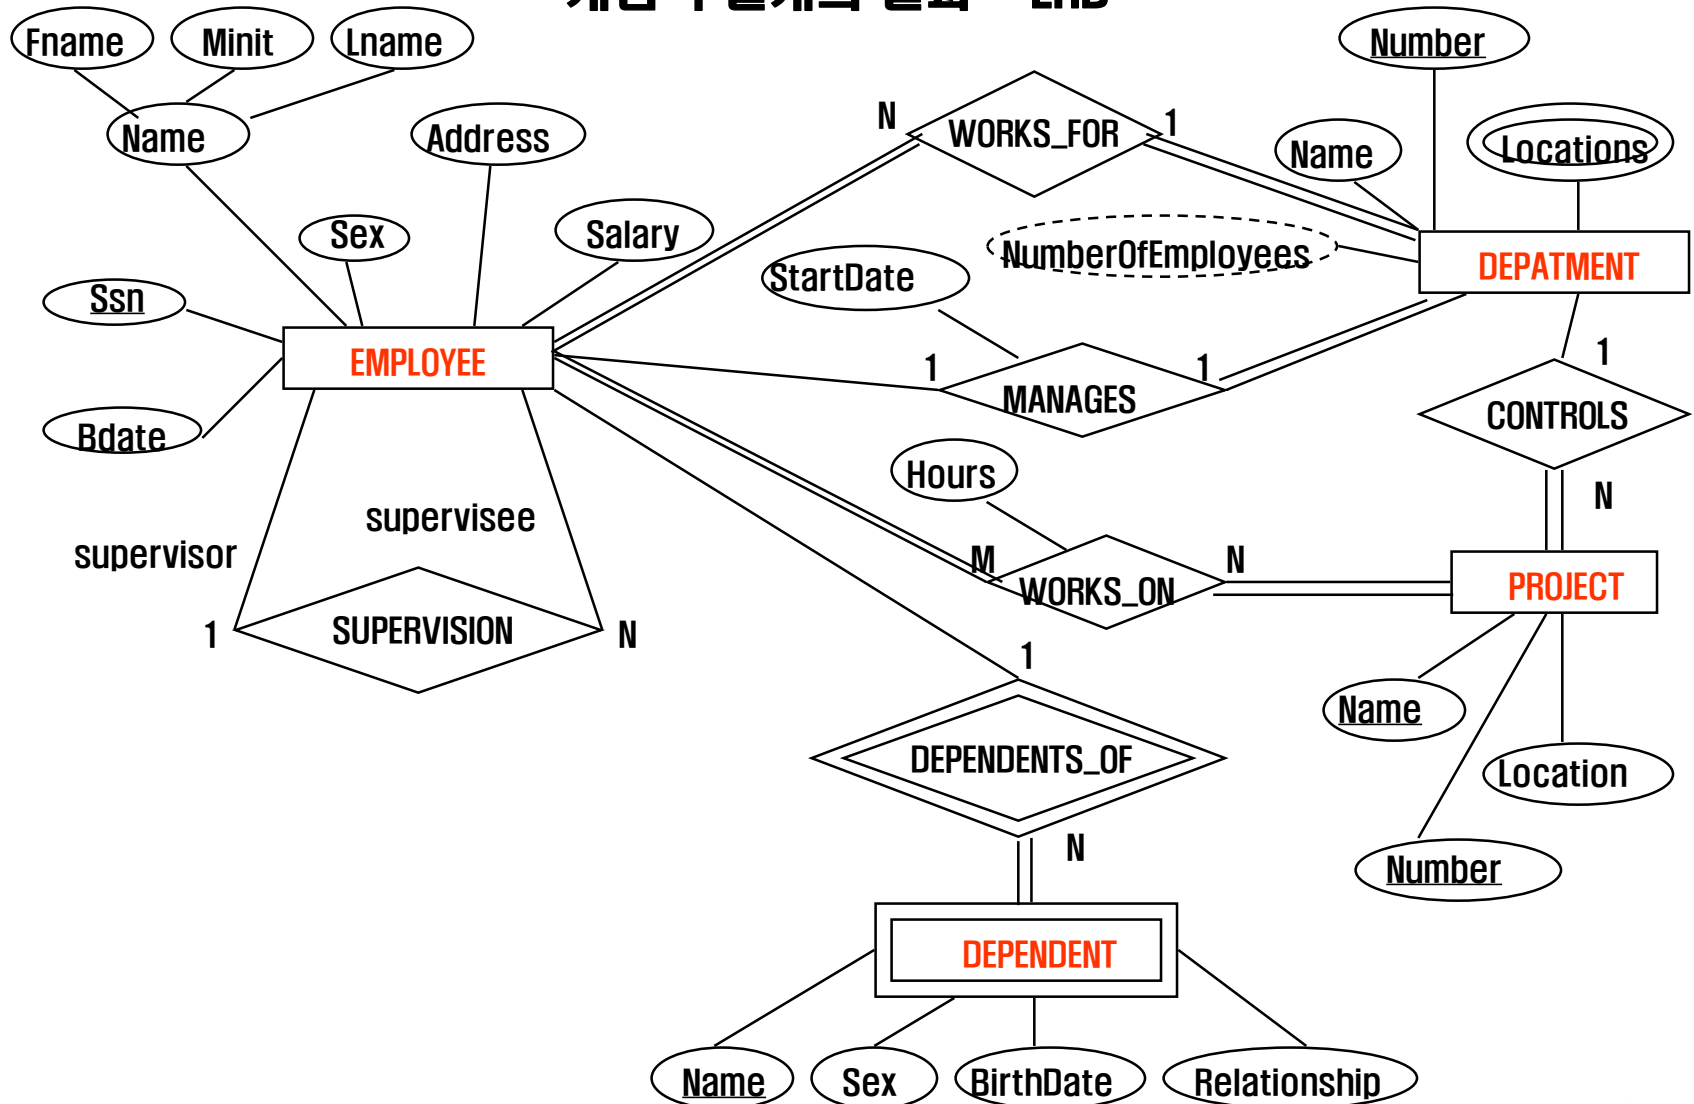 ERD
Fname
Minit
Lname
Number
Name
Address
N
WORKS_FOR
1
Name
Locations
Sex
Salary
NumberOfEmployees
StartDate
DEPATMENT
Ssn
EMPLOYEE
1
1
1
MANAGES
CONTROLS
Bdate
Hours
supervisee
N
supervisor
M
N
WORKS_ON
PROJECT
1
SUPERVISION
N
1
Name
DEPENDENTS_OF
Location
N
Number
DEPENDENT
Name
Sex
BirthDate
Relationship